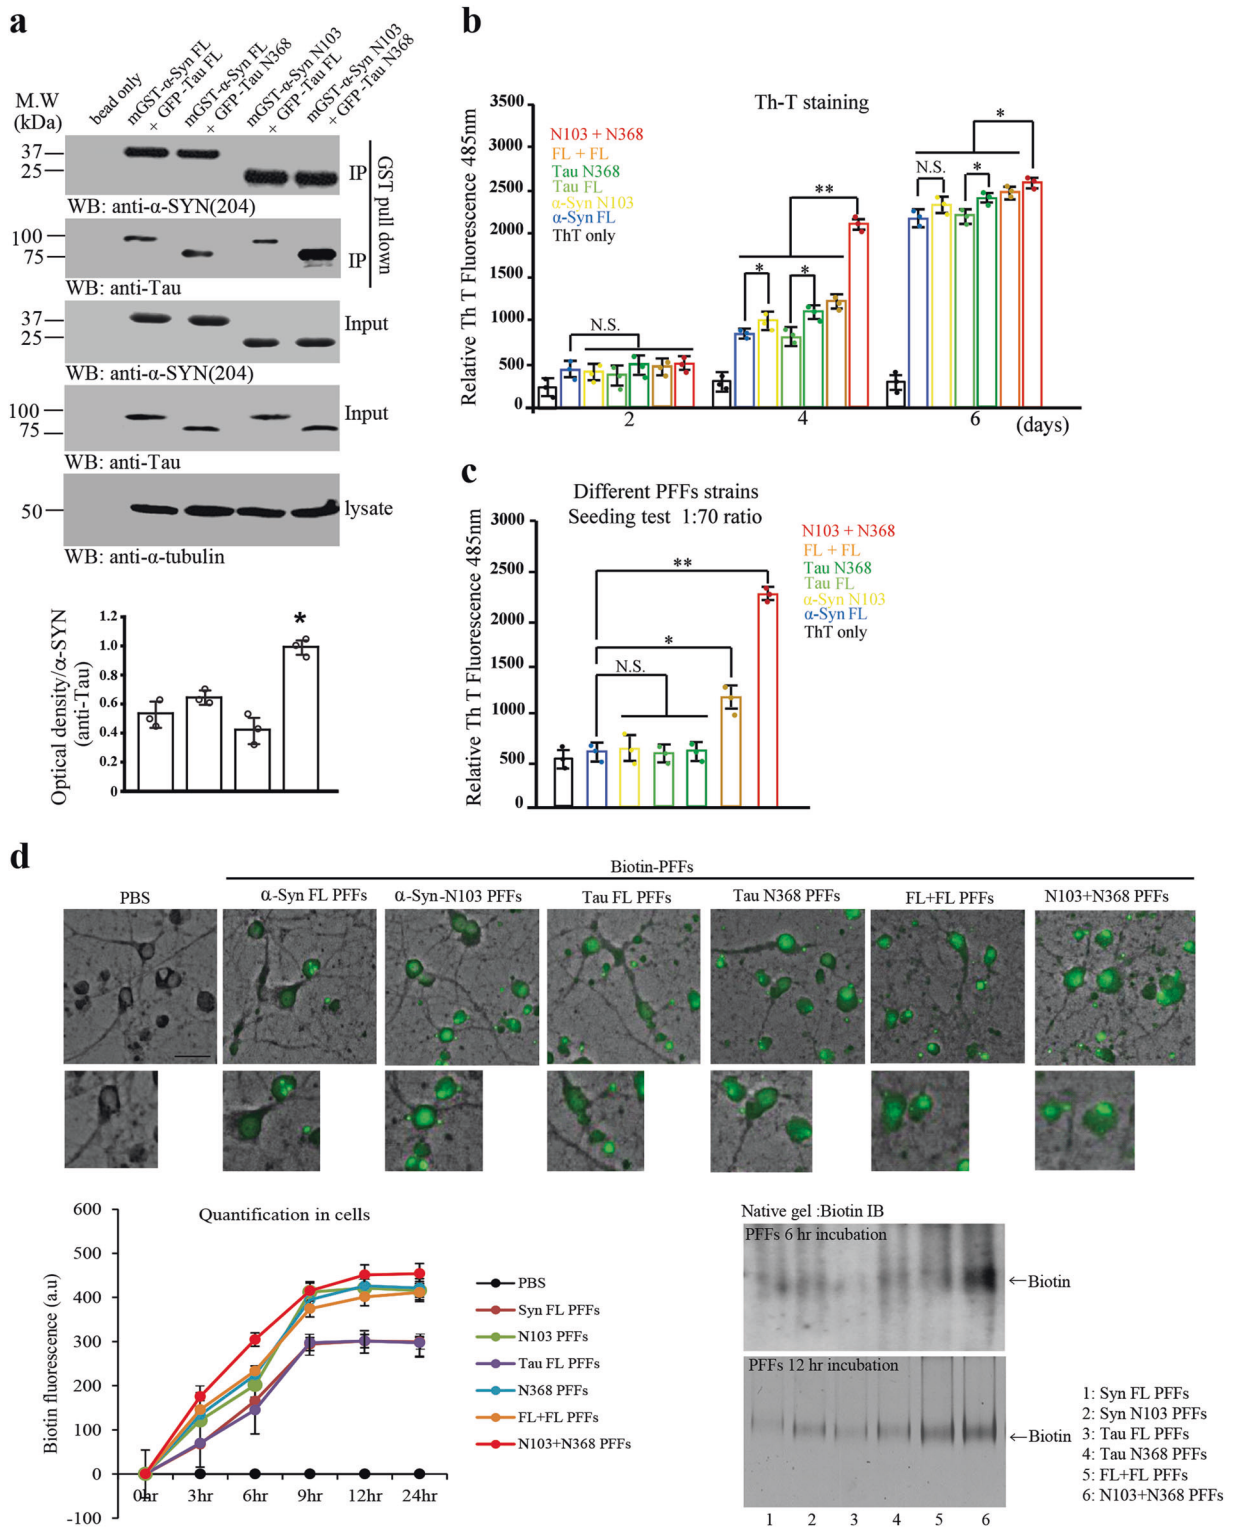 a
M.W
(kDa)
bead only
mGST-α-Syn FL
+ GFP-Tau FL
mGST-α-Syn FL
+ GFP-Tau N368
mGST-α-Syn N103
+ GFP-Tau FL
mGST-α-Syn N103
+ GFP-Tau N368
37
25
IP
WB: anti-α-SYN(204)
100
75
IP
GST pull down
WB: anti-Tau
37
25
Input
WB: anti-α-SYN(204)
100
75
Input
WB: anti-Tau
50
lysate
WB: anti-α-tubulin
Optical density/α-SYN
(anti-Tau)
1.2
1.0
0.8
0.6
0.4
0.2
0
*
b
Th-T staining
Relative Th T Fluorescence 485nm
3500
3000
2500
2000
1500
1000
500
0
N103 + N368
FL + FL
Tau N368
Tau FL
α-Syn N103
α-Syn FL
ThT only
N.S.
*
*
**
N.S.
*
*
2
4
6
(days)
c
Different PFFs strains
Seeding test 1:70 ratio
Relative Th T Fluorescence 485nm
3000
2500
2000
1500
1000
500
0
**
*
N.S.
N103 + N368
FL + FL
Tau N368
Tau FL
α-Syn N103
α-Syn FL
ThT only
d
Biotin-PFFs
PBS
α-Syn FL PFFs
α-Syn-N103 PFFs
Tau FL PFFs
Tau N368 PFFs
FL+FL PFFs
N103+N368 PFFs
Quantification in cells
Biotin fluorescence (a.u)
600
500
400
300
200
100
0
-100
0hr
3hr
6hr
9hr
12hr
24hr
PBS
Syn FL PFFs
N103 PFFs
Tau FL PFFs
N368 PFFs
FL+FL PFFs
N103+N368 PFFs
Native gel :Biotin IB
PFFs 6 hr incubation
←Biotin
PFFs 12 hr incubation
←Biotin
1
2
3
4
5
6
1: Syn FL PFFs
2: Syn N103 PFFs
3: Tau FL PFFs
4: Tau N368 PFFs
5: FL+FL PFFs
6: N103+N368 PFFs